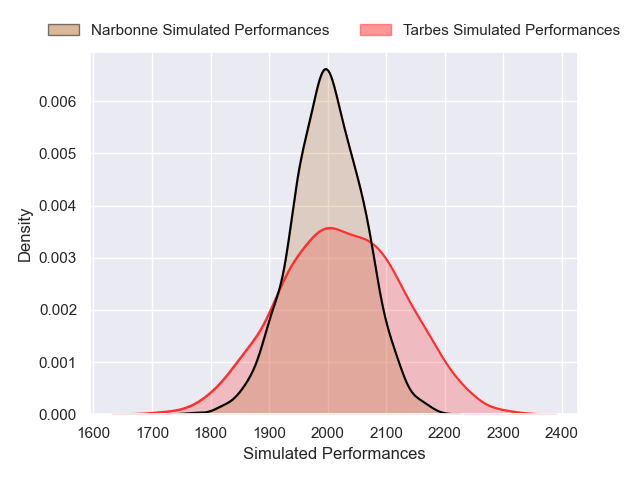 Narbonne Simulated Performances
Tarbes Simulated Performances
Density
0.006
0.005
0.004
0.003
0.002
0.001
0.000
1600 1700 1800 1900 2000 2100 2200 2300 2400
Simulated Performances